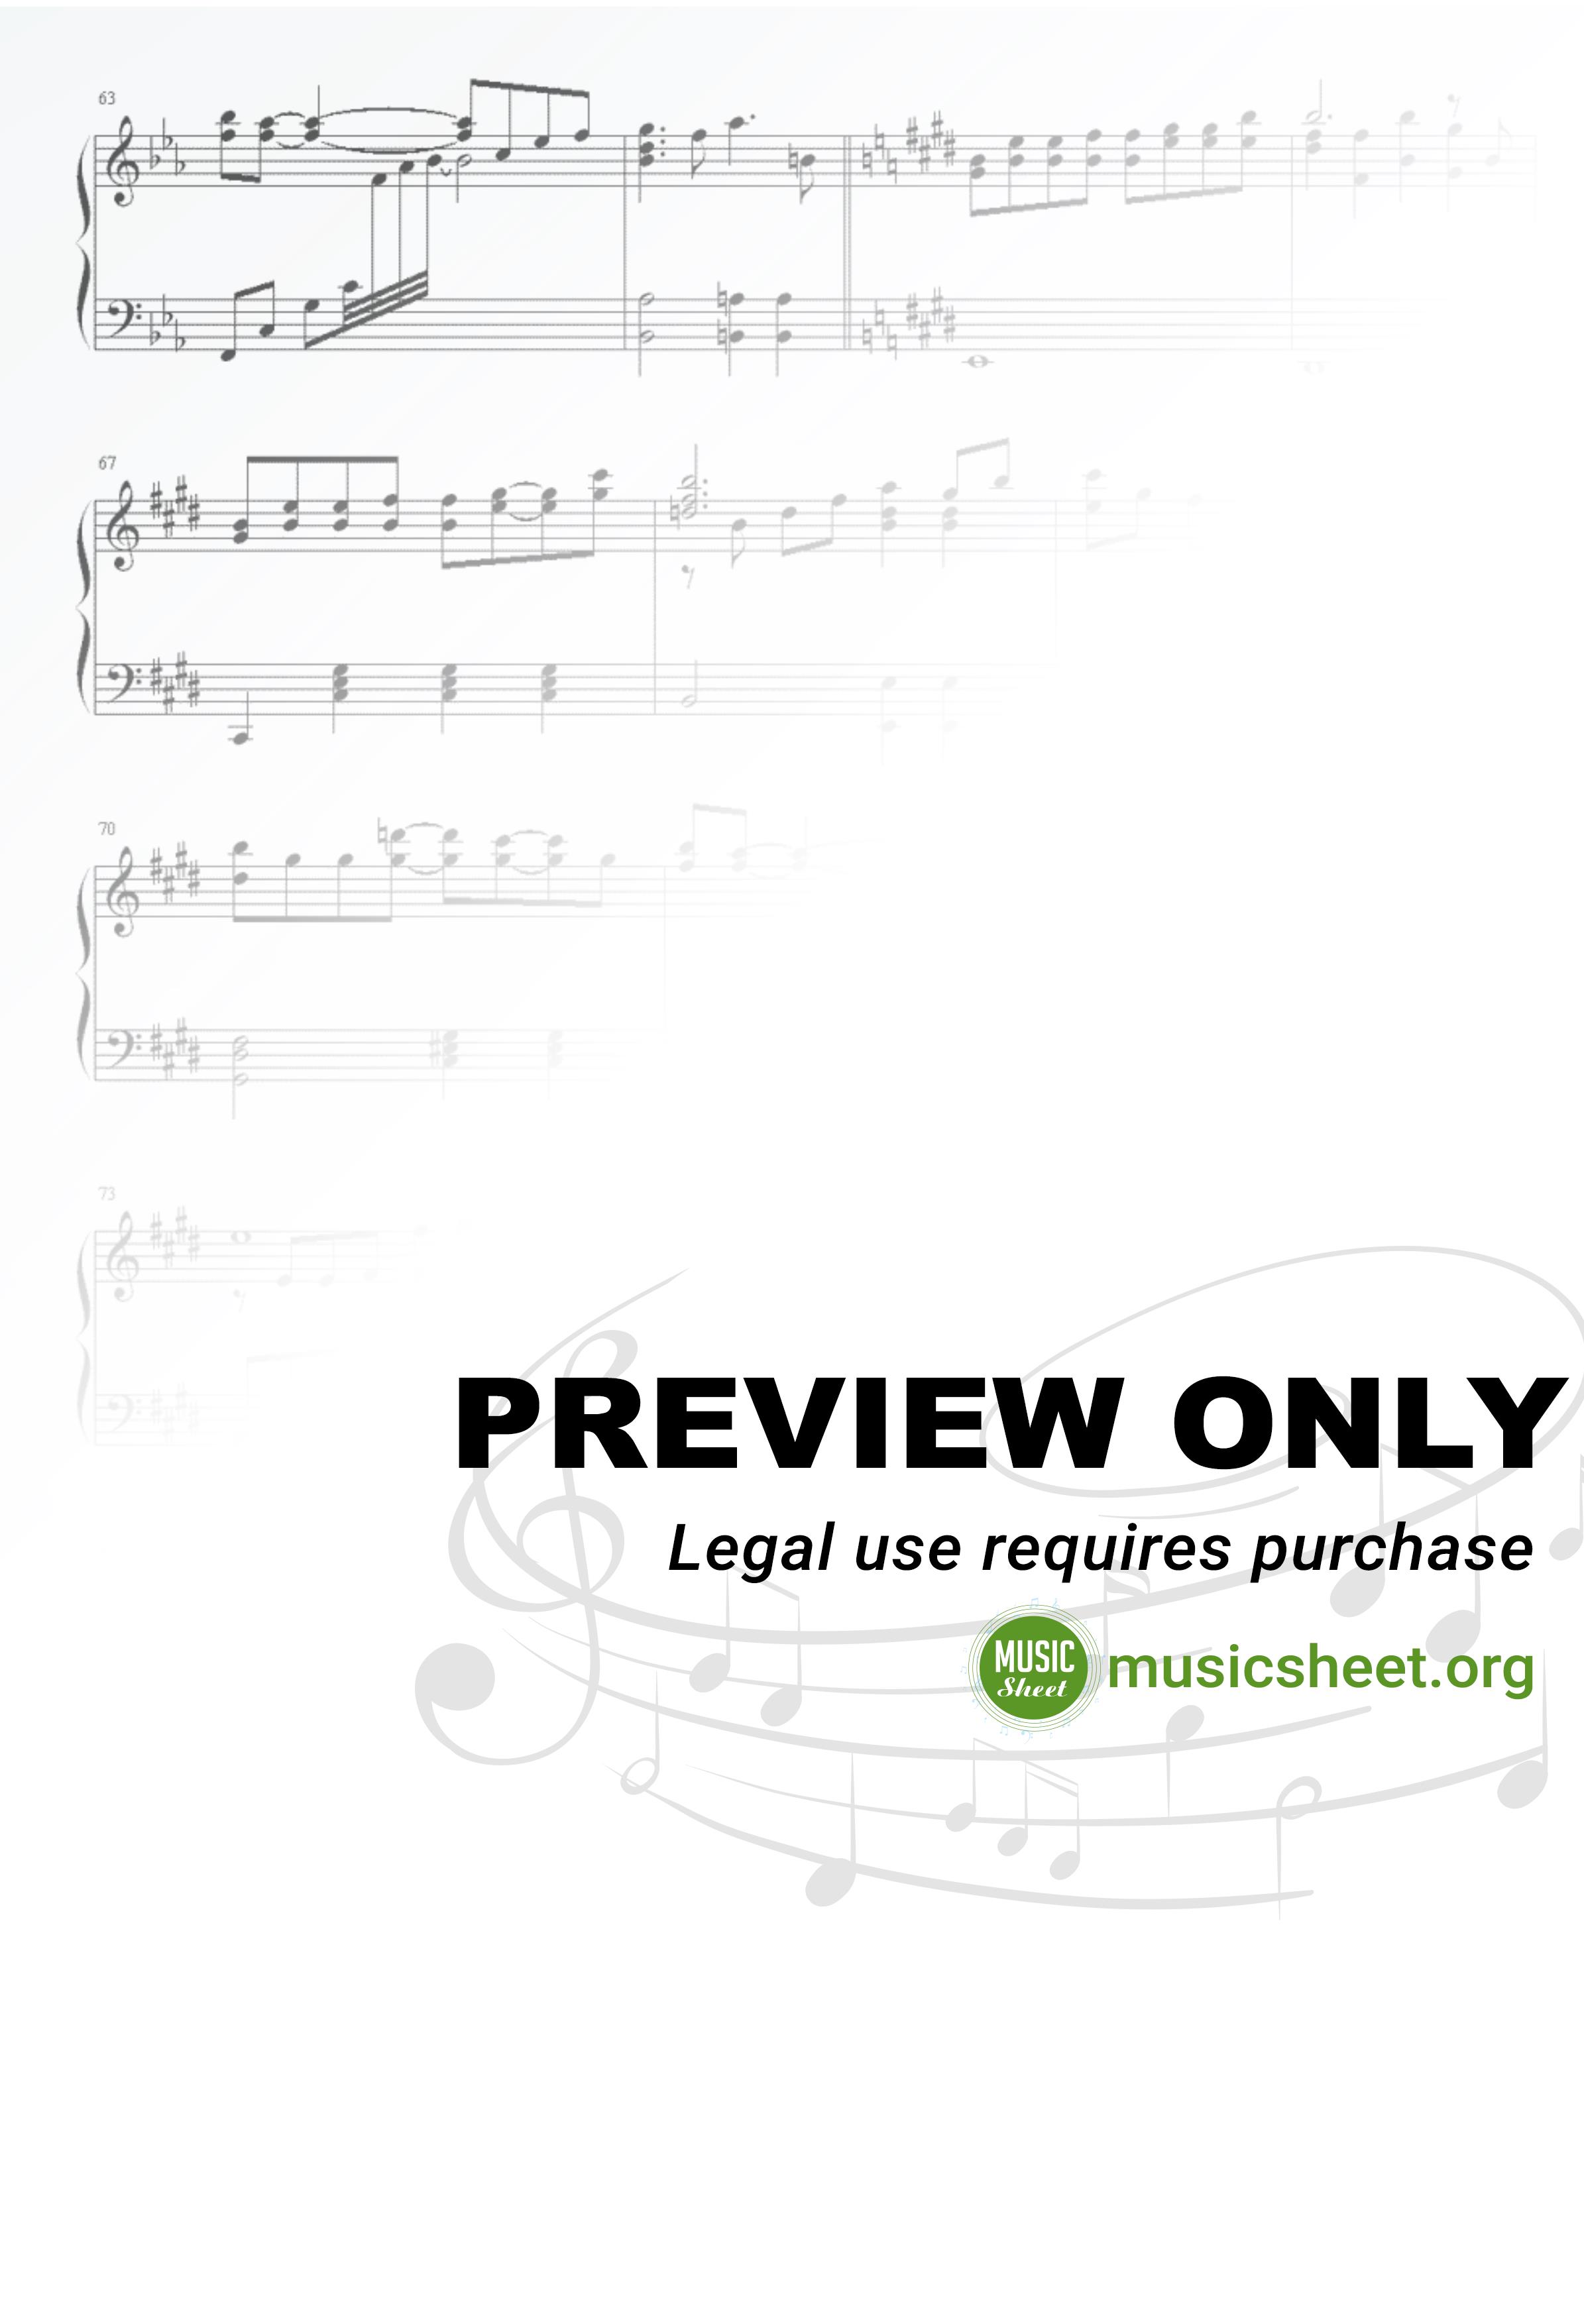 63
67
70
73
PREVIEW ONLY
Legal use requires purchase
MUSIC
Sheet
musicsheet.org